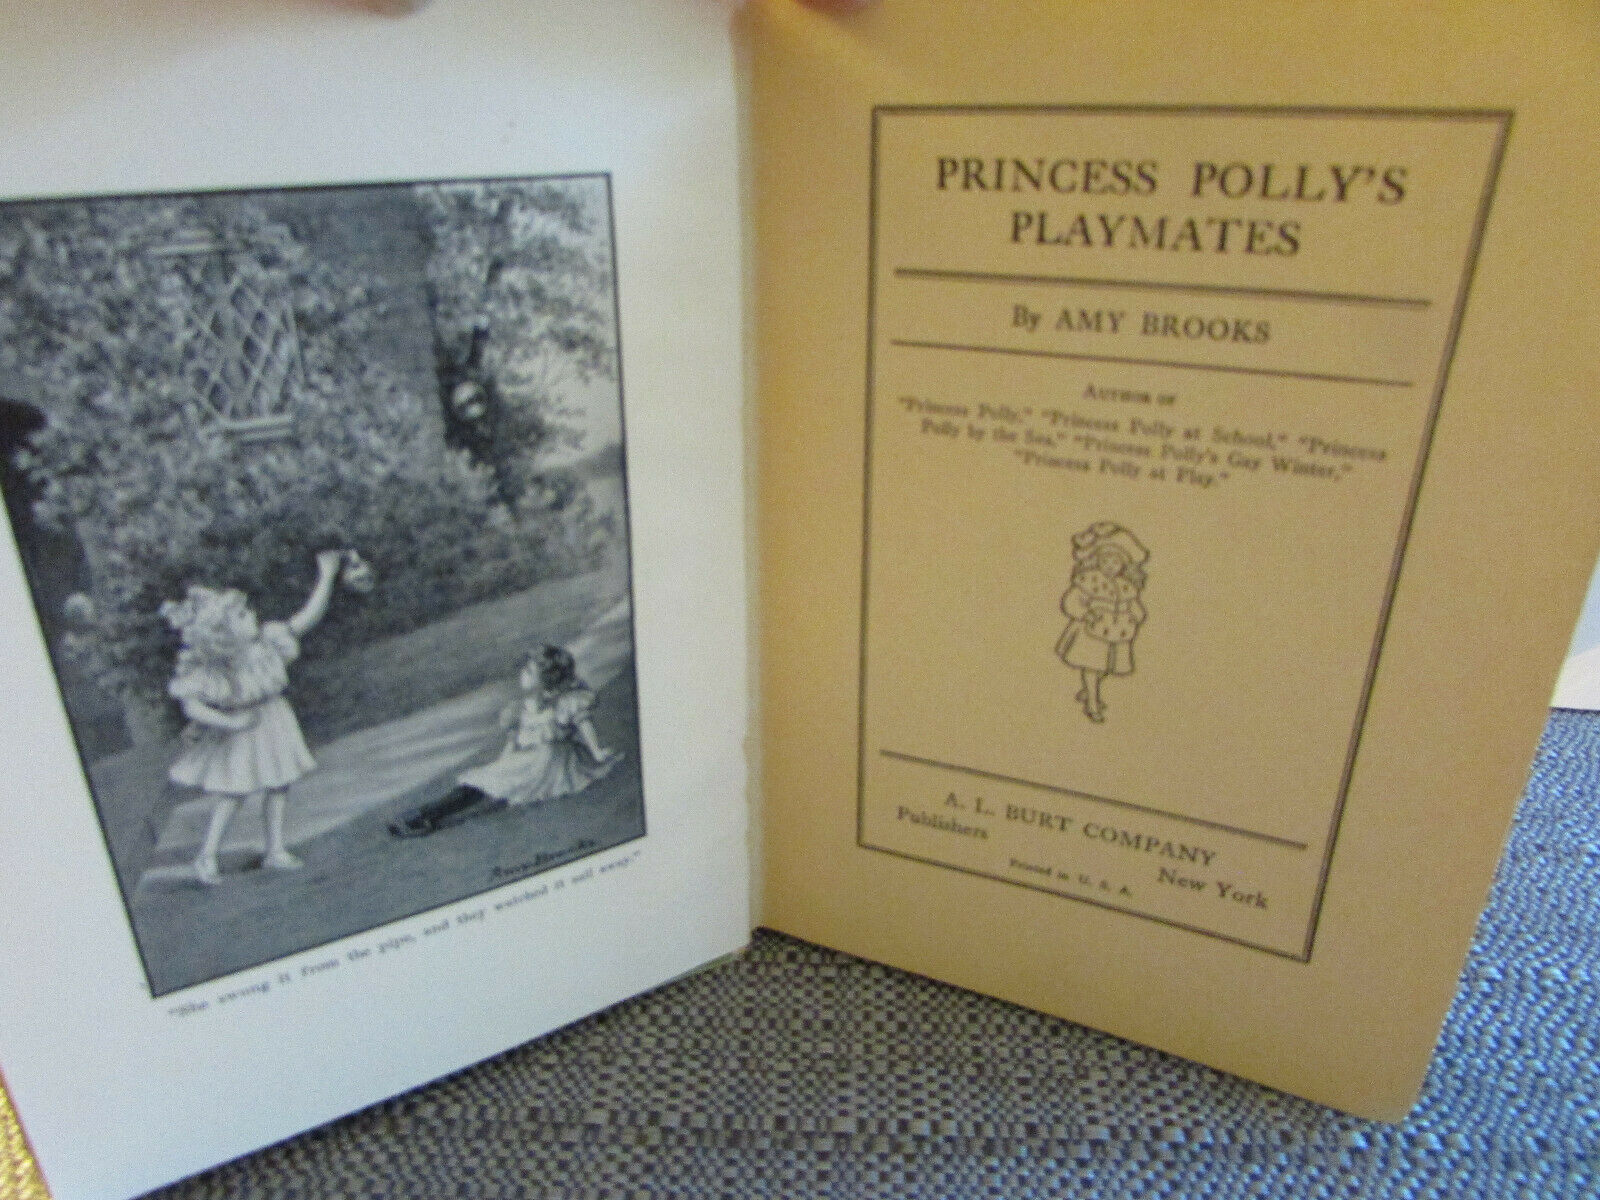 Amy Brooks
"She swung it from the pipe, and they watched it sail away."
PRINCESS POLLY'S
PLAYMATES
By AMY BROOKS
AUTHOR OF
"Princess Polly," "Princess Polly at School," "Princess
Polly by the Sea," "Princess Polly's Gay Winter,"
"Princess Polly at Play."
A. L. BURT COMPANY
Publishers New York
Printed in U. S. A.